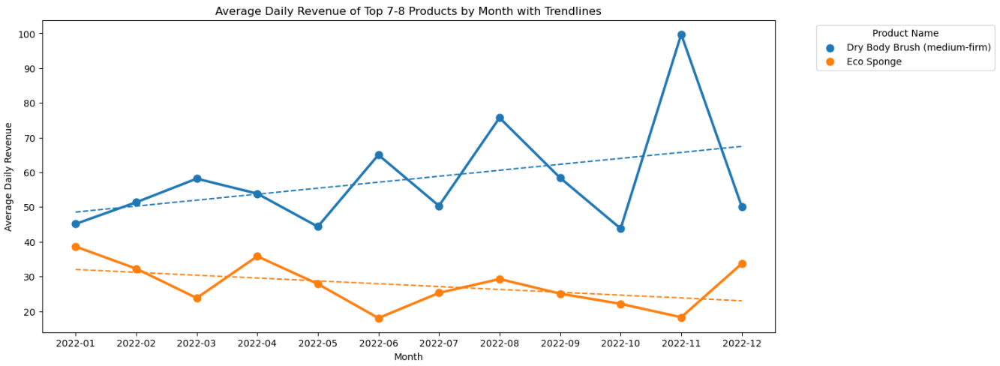 Average Daily Revenue of Top 7-8 Products by Month with Trendlines
Product Name
Dry Body Brush (medium-firm)
Eco Sponge
Average Daily Revenue
100
90
80
70
60
50
40
30
20
2022-01 2022-02 2022-03 2022-04 2022-05 2022-06 2022-07 2022-08 2022-09 2022-10 2022-11 2022-12
Month